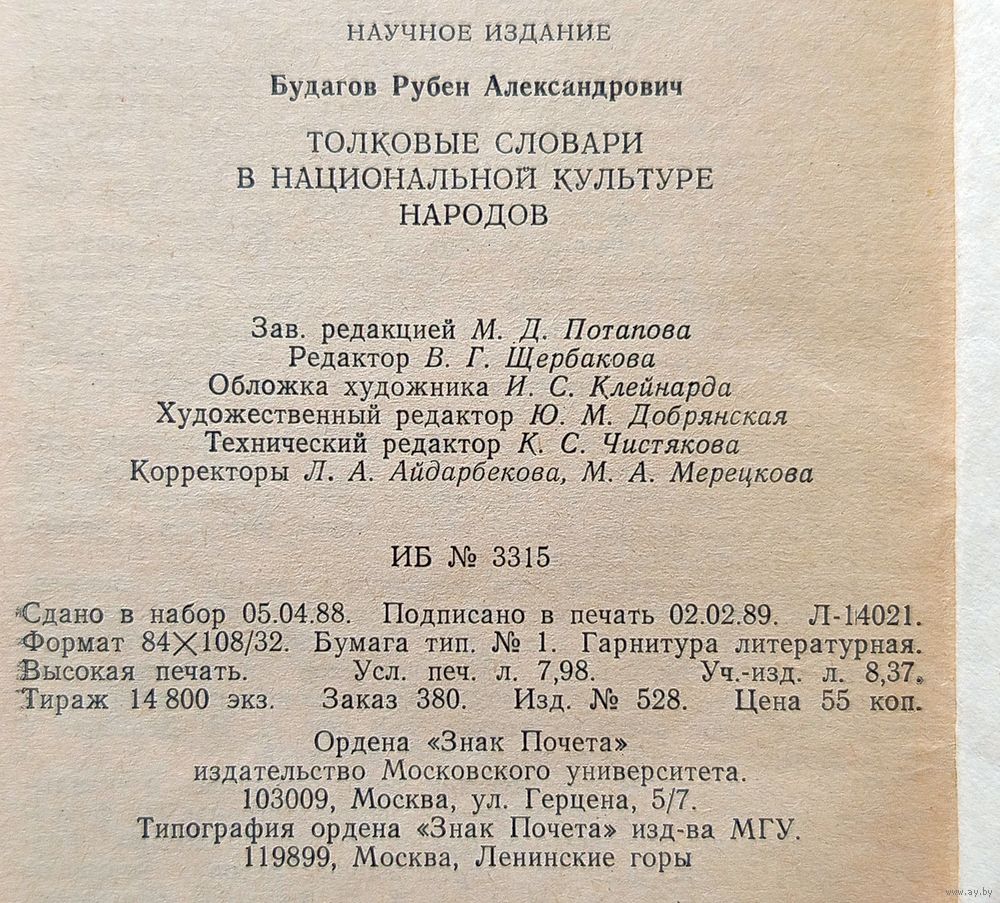 НАУЧНОЕ ИЗДАНИЕ
Будагов Рубен Александрович
ТОЛКОВЫЕ СЛОВАРИ
В НАЦИОНАЛЬНОЙ КУЛЬТУРЕ
НАРОДОВ
Зав. редакцией М. Д. Потапова
Редактор В. Г. Щербакова
Обложка художника И. С. Клейнарда
Художественный редактор Ю. М. Добрянская
Технический редактор К. С. Чистякова
Корректоры Л. А. Айдарбекова, М. А. Мерецкова
ИБ № 3315
Сдано в набор 05.04.88. Подписано в печать 02.02.89. Л-14021.
Формат 84×108/32. Бумага тип. № 1. Гарнитура литературная.
Высокая печать. Усл. печ. л. 7,98. Уч.-изд. л. 8,37.
Тираж 14 800 экз. Заказ 380. Изд. № 528. Цена 55 коп.
Ордена «Знак Почета»
издательство Московского университета.
103009, Москва, ул. Герцена, 5/7.
Типография ордена «Знак Почета» изд-ва МГУ.
119899, Москва, Ленинские горы
www.ay.by